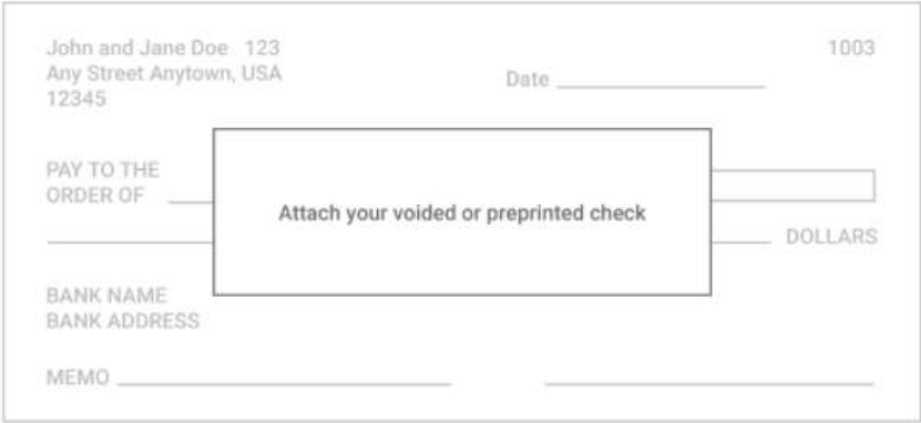 John and Jane Doe 123
1003
Any Street Anytown, USA
Date
12345
PAY TO THE
ORDER OF
Attach your voided or preprinted check
DOLLARS
BANK NAME
BANK ADDRESS
MEMO